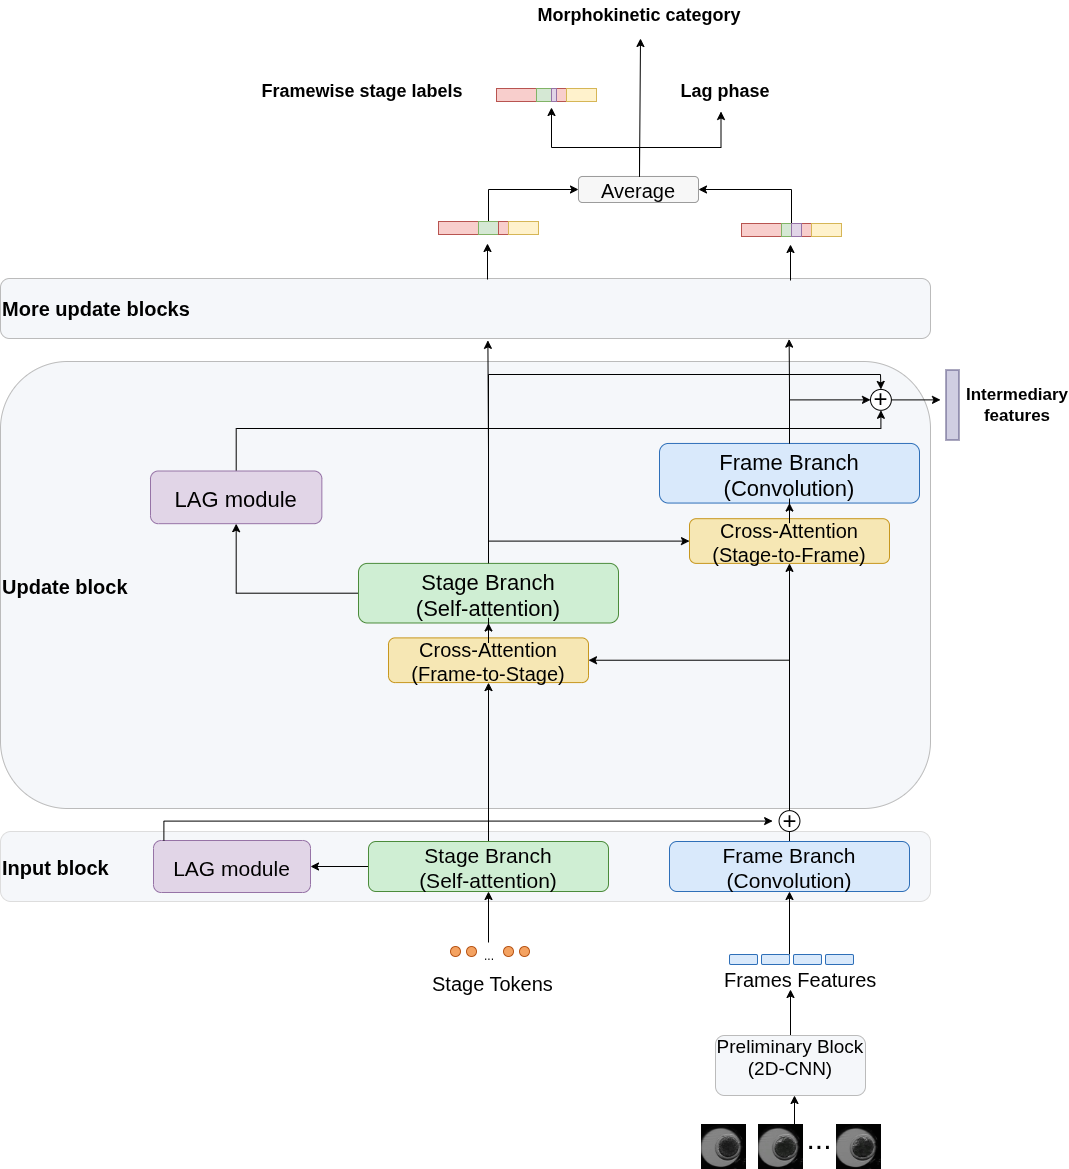 Morphokinetic category
Framewise stage labels
Lag phase
Average
More update blocks
Intermediary
features
+
LAG module
Frame Branch
(Convolution)
Cross-Attention
(Stage-to-Frame)
Update block
Stage Branch
(Self-attention)
Cross-Attention
(Frame-to-Stage)
+
Input block
LAG module
Stage Branch
(Self-attention)
Frame Branch
(Convolution)
...
Stage Tokens
Frames Features
Preliminary Block
(2D-CNN)
...